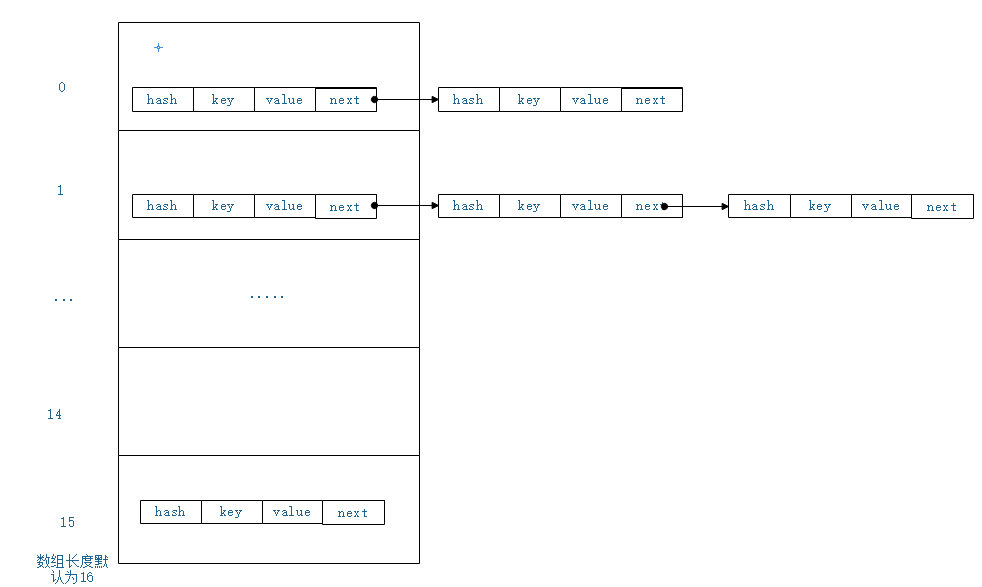 0
hash key value next hash key value next
1
hash key value next hash key value next hash key value next
... .....
14
15
hash key value next
数组长度默
认为16